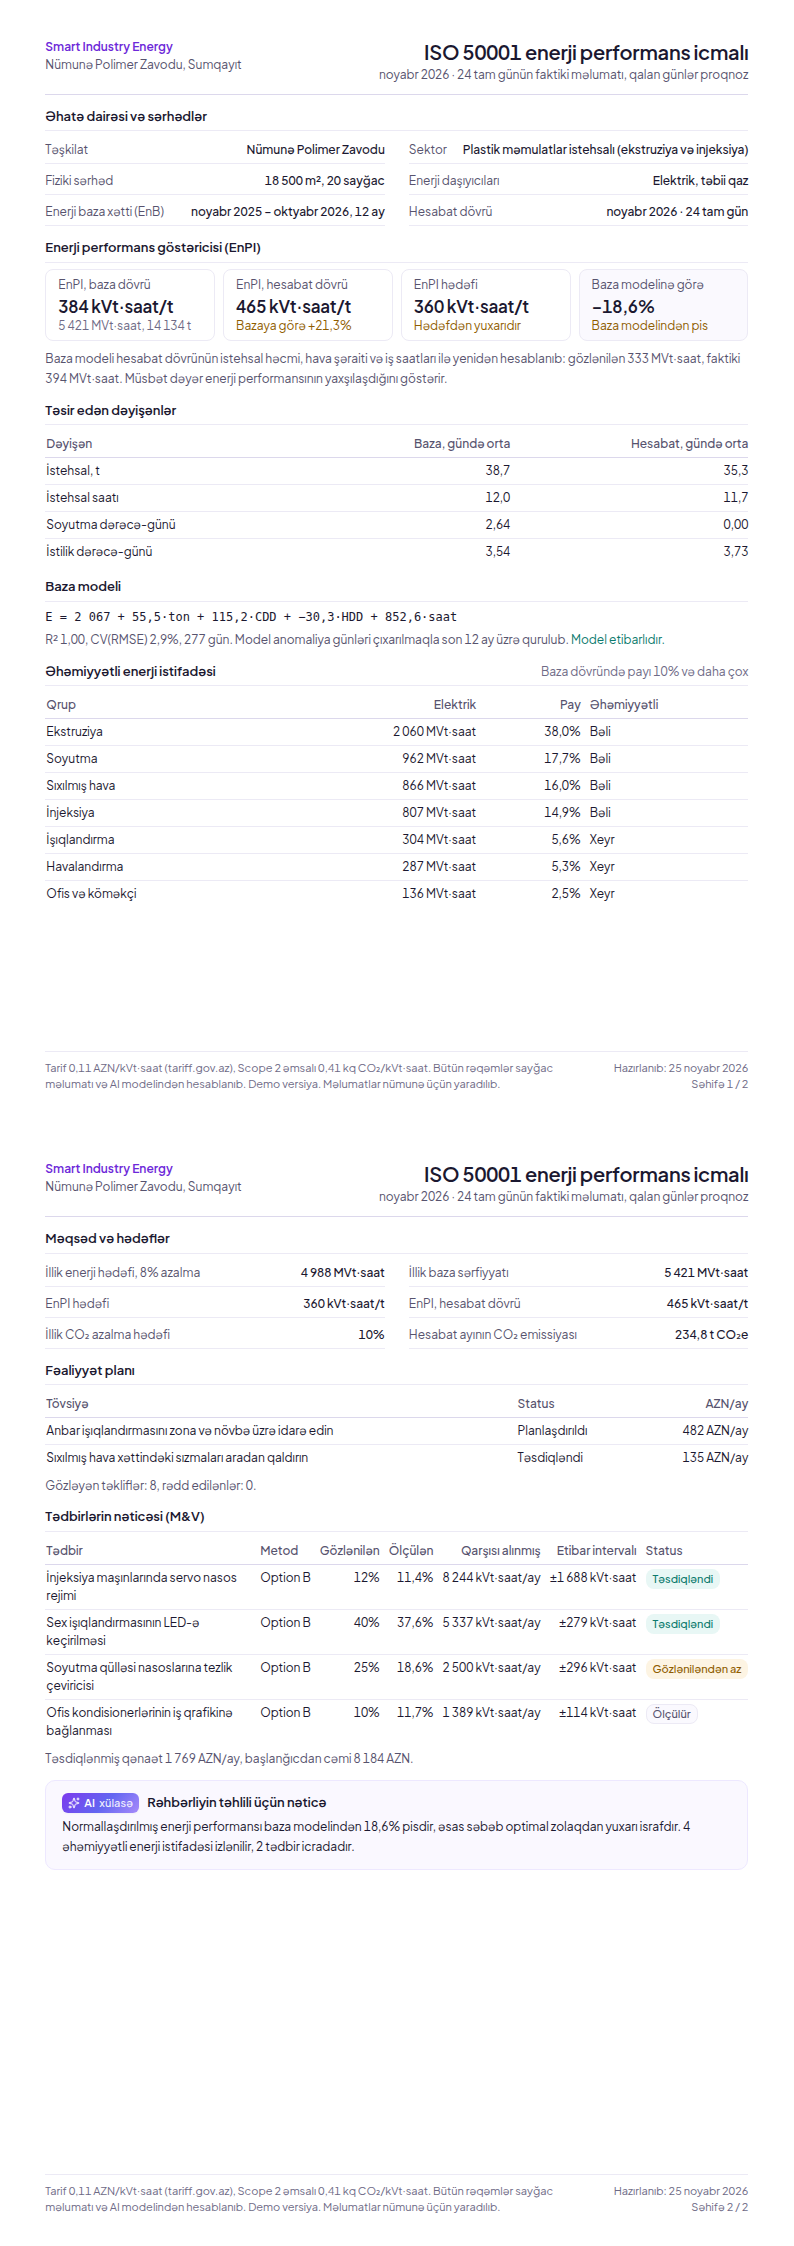 Smart Industry Energy
Nümunə Polimer Zavodu, Sumqayıt
ISO 50001 enerji performans icmalı
noyabr 2026 · 24 tam günün faktiki məlumatı, qalan günlər proqnoz
Əhatə dairəsi və sərhədlər
Təşkilat Nümunə Polimer Zavodu Sektor Plastik məmulatlar istehsalı (ekstruziya və injeksiya)
Fiziki sərhəd 18 500 m², 20 sayğac Enerji daşıyıcıları Elektrik, təbii qaz
Enerji baza xətti (EnB) noyabr 2025 – oktyabr 2026, 12 ay Hesabat dövrü noyabr 2026 · 24 tam gün
Enerji performans göstəricisi (EnPI)
EnPI, baza dövrü EnPI, hesabat dövrü EnPI hədəfi Baza modelinə görə
384 kVt·saat/t 465 kVt·saat/t 360 kVt·saat/t −18,6%
5 421 MVt·saat, 14 134 t Bazaya görə +21,3% Hədəfdən yuxarıdır Baza modelindən pis
Baza modeli hesabat dövrünün istehsal həcmi, hava şəraiti və iş saatları ilə yenidən hesablanıb: gözlənilən 333 MVt·saat, faktiki
394 MVt·saat. Müsbət dəyər enerji performansının yaxşılaşdığını göstərir.
Təsir edən dəyişənlər
Dəyişən Baza, gündə orta Hesabat, gündə orta
İstehsal, t 38,7 35,3
İstehsal saatı 12,0 11,7
Soyutma dərəcə-günü 2,64 0,00
İstilik dərəcə-günü 3,54 3,73
Baza modeli
E = 2 067 + 55,5·ton + 115,2·CDD + −30,3·HDD + 852,6·saat
R² 1,00, CV(RMSE) 2,9%, 277 gün. Model anomaliya günləri çıxarılmaqla son 12 ay üzrə qurulub. Model etibarlıdır.
Əhəmiyyətli enerji istifadəsi Baza dövründə payı 10% və daha çox
Qrup Elektrik Pay Əhəmiyyətli
Ekstruziya 2 060 MVt·saat 38,0% Bəli
Soyutma 962 MVt·saat 17,7% Bəli
Sıxılmış hava 866 MVt·saat 16,0% Bəli
İnjeksiya 807 MVt·saat 14,9% Bəli
İşıqlandırma 304 MVt·saat 5,6% Xeyr
Havalandırma 287 MVt·saat 5,3% Xeyr
Ofis və köməkçi 136 MVt·saat 2,5% Xeyr
Tarif 0,11 AZN/kVt·saat (tariff.gov.az), Scope 2 əmsalı 0,41 kq CO₂/kVt·saat. Bütün rəqəmlər sayğac
məlumatı və AI modelindən hesablanıb. Demo versiya. Məlumatlar nümunə üçün yaradılıb.
Hazırlanıb: 25 noyabr 2026
Səhifə 1 / 2
Smart Industry Energy
Nümunə Polimer Zavodu, Sumqayıt
ISO 50001 enerji performans icmalı
noyabr 2026 · 24 tam günün faktiki məlumatı, qalan günlər proqnoz
Məqsəd və hədəflər
İllik enerji hədəfi, 8% azalma 4 988 MVt·saat İllik baza sərfiyyatı 5 421 MVt·saat
EnPI hədəfi 360 kVt·saat/t EnPI, hesabat dövrü 465 kVt·saat/t
İllik CO₂ azalma hədəfi 10% Hesabat ayının CO₂ emissiyası 234,8 t CO₂e
Fəaliyyət planı
Tövsiyə Status AZN/ay
Anbar işıqlandırmasını zona və növbə üzrə idarə edin Planlaşdırıldı 482 AZN/ay
Sıxılmış hava xəttindəki sızmaları aradan qaldırın Təsdiqləndi 135 AZN/ay
Gözləyən təkliflər: 8, rədd edilənlər: 0.
Tədbirlərin nəticəsi (M&V)
Tədbir Metod Gözlənilən Ölçülən Qarşısı alınmış Etibar intervalı Status
İnjeksiya maşınlarında servo nasos
rejimi
Option B 12% 11,4% 8 244 kVt·saat/ay ±1 688 kVt·saat Təsdiqləndi
Sex işıqlandırmasının LED-ə
keçirilməsi
Option B 40% 37,6% 5 337 kVt·saat/ay ±279 kVt·saat Təsdiqləndi
Soyutma qülləsi nasoslarına tezlik
çeviricisi
Option B 25% 18,6% 2 500 kVt·saat/ay ±296 kVt·saat Gözləniləndən az
Ofis kondisionerlərinin iş qrafikinə
bağlanması
Option B 10% 11,7% 1 389 kVt·saat/ay ±114 kVt·saat Ölçülür
Təsdiqlənmiş qənaət 1 769 AZN/ay, başlanğıcdan cəmi 8 184 AZN.
AI xülasə Rəhbərliyin təhlili üçün nəticə
Normallaşdırılmış enerji performansı baza modelindən 18,6% pisdir, əsas səbəb optimal zolaqdan yuxarı israfdır. 4
əhəmiyyətli enerji istifadəsi izlənilir, 2 tədbir icradadır.
Tarif 0,11 AZN/kVt·saat (tariff.gov.az), Scope 2 əmsalı 0,41 kq CO₂/kVt·saat. Bütün rəqəmlər sayğac
məlumatı və AI modelindən hesablanıb. Demo versiya. Məlumatlar nümunə üçün yaradılıb.
Hazırlanıb: 25 noyabr 2026
Səhifə 2 / 2